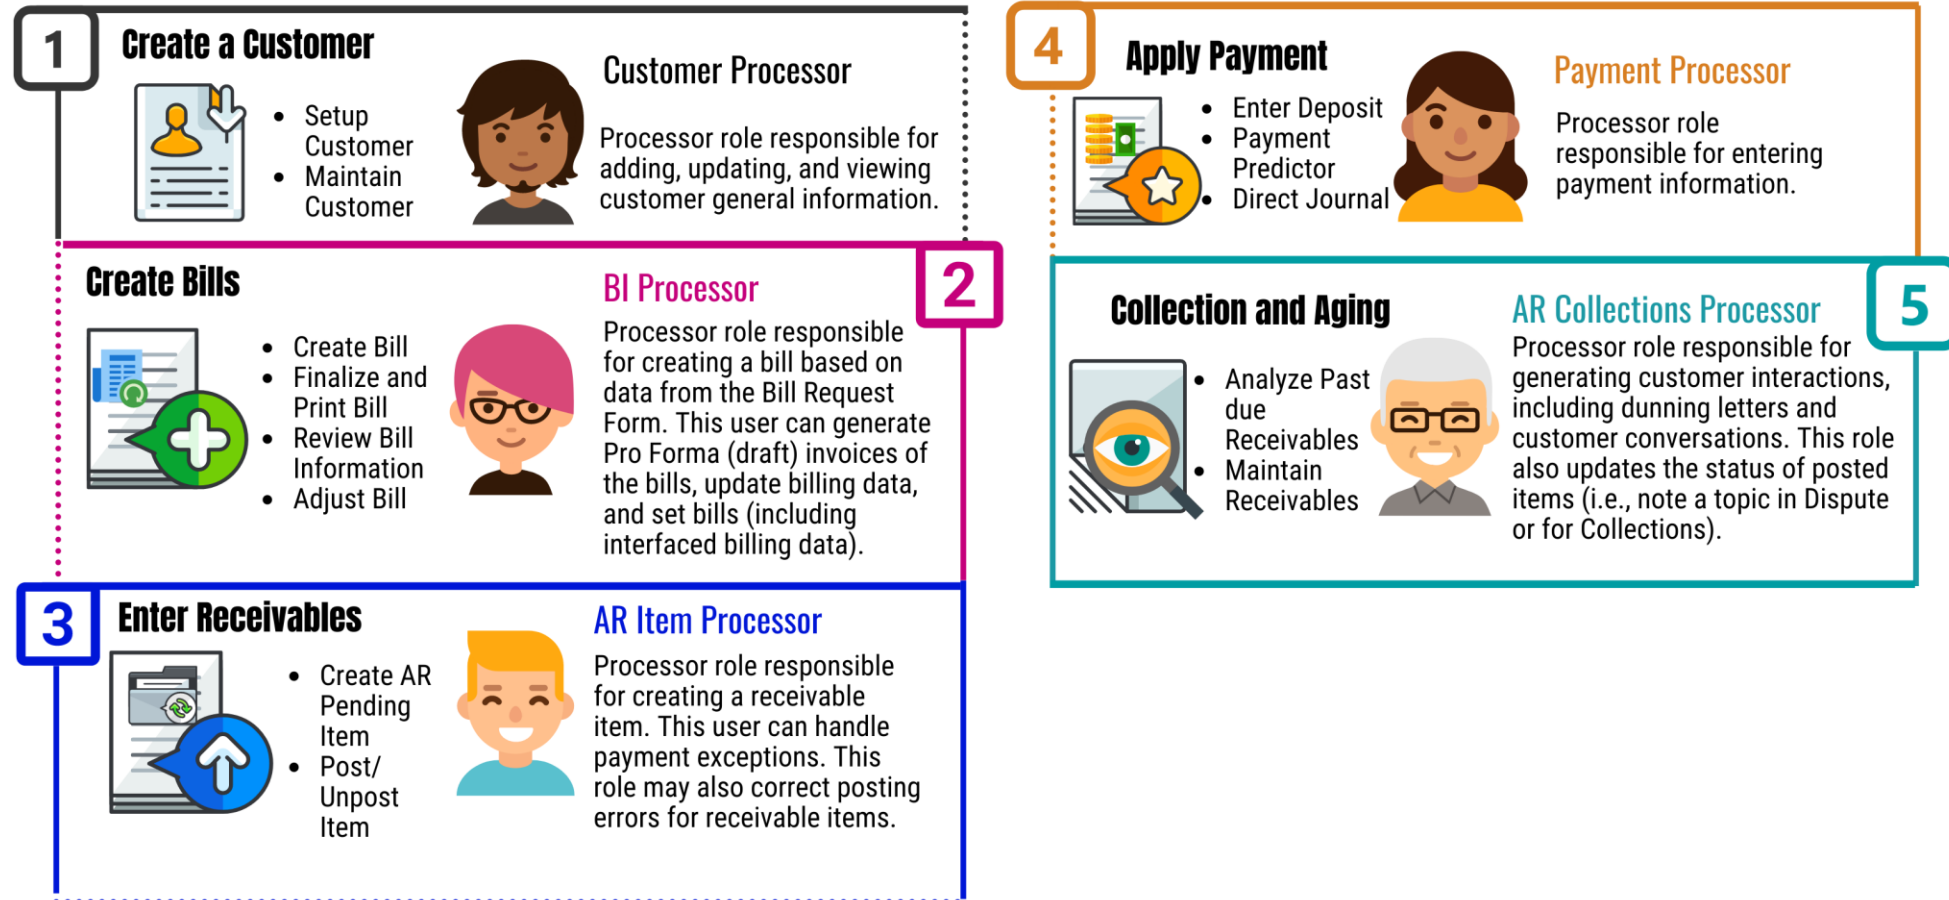 1
Create a Customer
• Setup
Customer
• Maintain
Customer
Customer Processor
Processor role responsible for
adding, updating, and viewing
customer general information.
2
Create Bills
• Create Bill
• Finalize and
Print Bill
• Review Bill
Information
• Adjust Bill
BI Processor
Processor role responsible
for creating a bill based on
data from the Bill Request
Form. This user can generate
Pro Forma (draft) invoices of
the bills, update billing data,
and set bills (including
interfaced billing data).
3
Enter Receivables
• Create AR
Pending
Item
• Post/
Unpost
Item
AR Item Processor
Processor role responsible
for creating a receivable
item. This user can handle
payment exceptions. This
role may also correct posting
errors for receivable items.
4
Apply Payment
• Enter Deposit
• Payment
Predictor
• Direct Journal
Payment Processor
Processor role
responsible for entering
payment information.
5
Collection and Aging
• Analyze Past
due
Receivables
• Maintain
Receivables
AR Collections Processor
Processor role responsible for
generating customer interactions,
including dunning letters and
customer conversations. This role
also updates the status of posted
items (i.e., note a topic in Dispute
or for Collections).